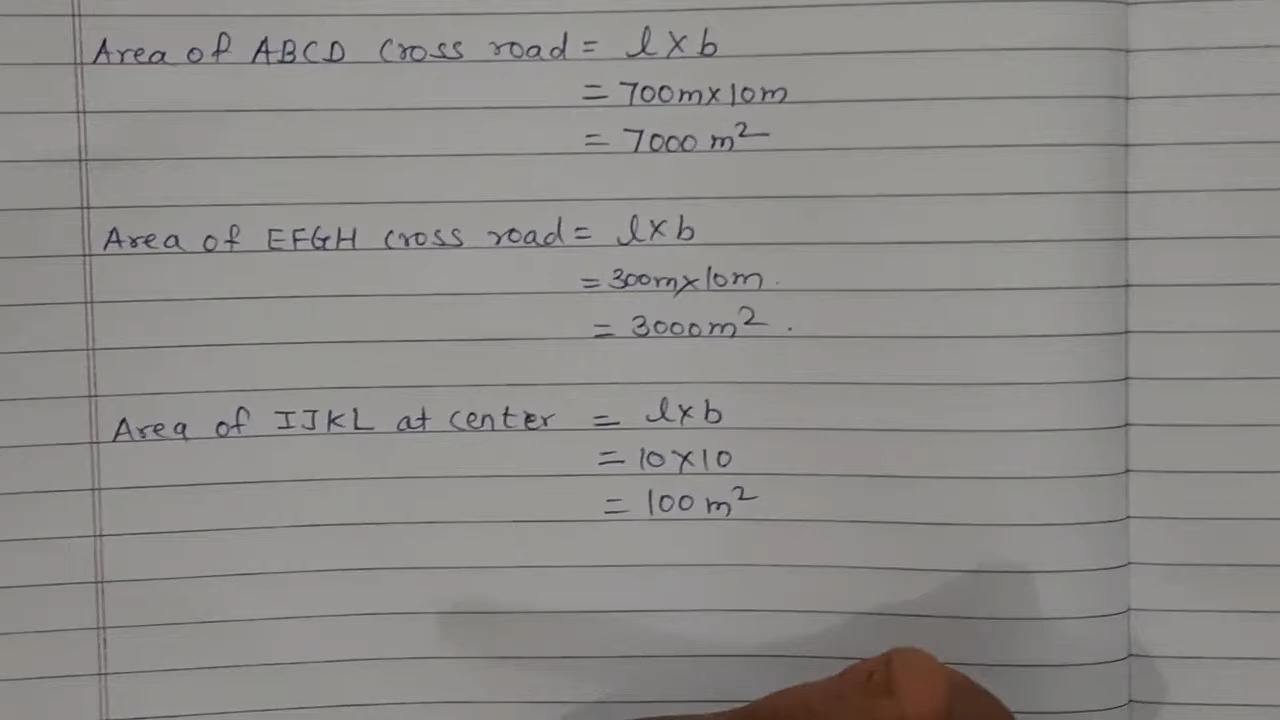 Area of ABCD cross road = l×b
= 700m×10m
= 7000 m²
Area of EFGH cross road = l×b
= 300m×10m.
= 3000m².
Area of IJKL at center = l×b
= 10×10
= 100 m²